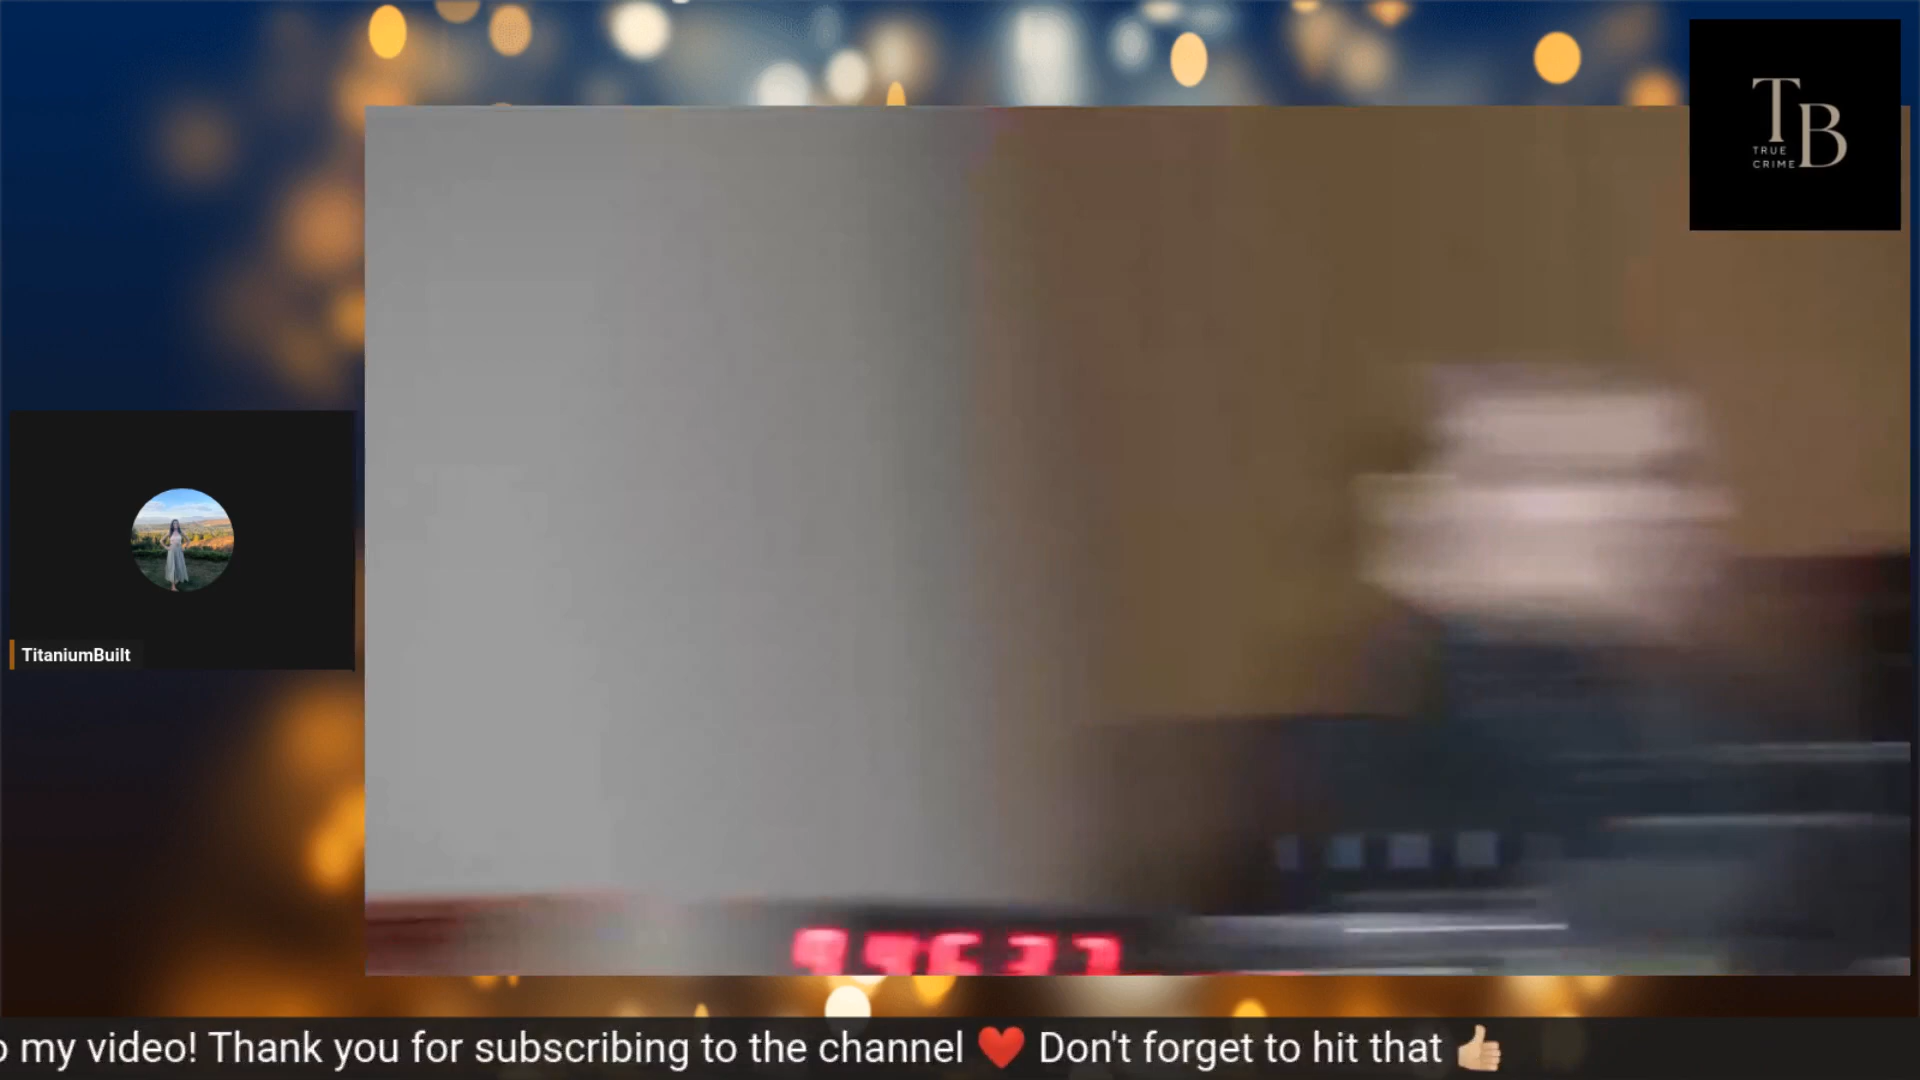 TB
TRUE
CRIME
TitaniumBuilt
o my video! Thank you for subscribing to the channel ❤️ Don't forget to hit that 👍🏼